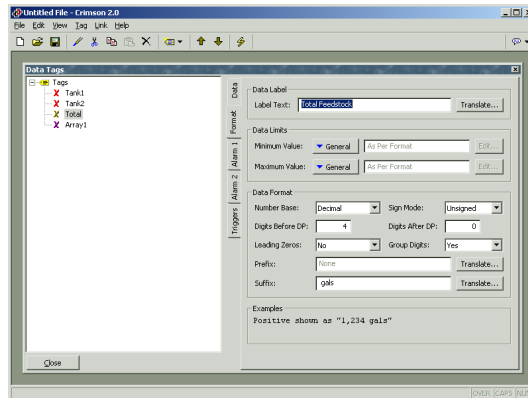 Untitled File - Crimson 2.0
File Edit View Tag Link Help
Data Tags
Tags
Tank1
Tank2
Total
Array1
Data
Format
Alarm 1
Alarm 2
Triggers
Data Label
Label Text: Total Feedstock Translate...
Data Limits
Minimum Value: General As Per Format Edit...
Maximum Value: General As Per Format Edit...
Data Format
Number Base: Decimal Sign Mode: Unsigned
Digits Before DP: 4 Digits After DP: 0
Leading Zeros: No Group Digits: Yes
Prefix: None Translate...
Suffix: gals Translate...
Examples
Positive shown as "1,234 gals"
Close
OVER CAPS NUM